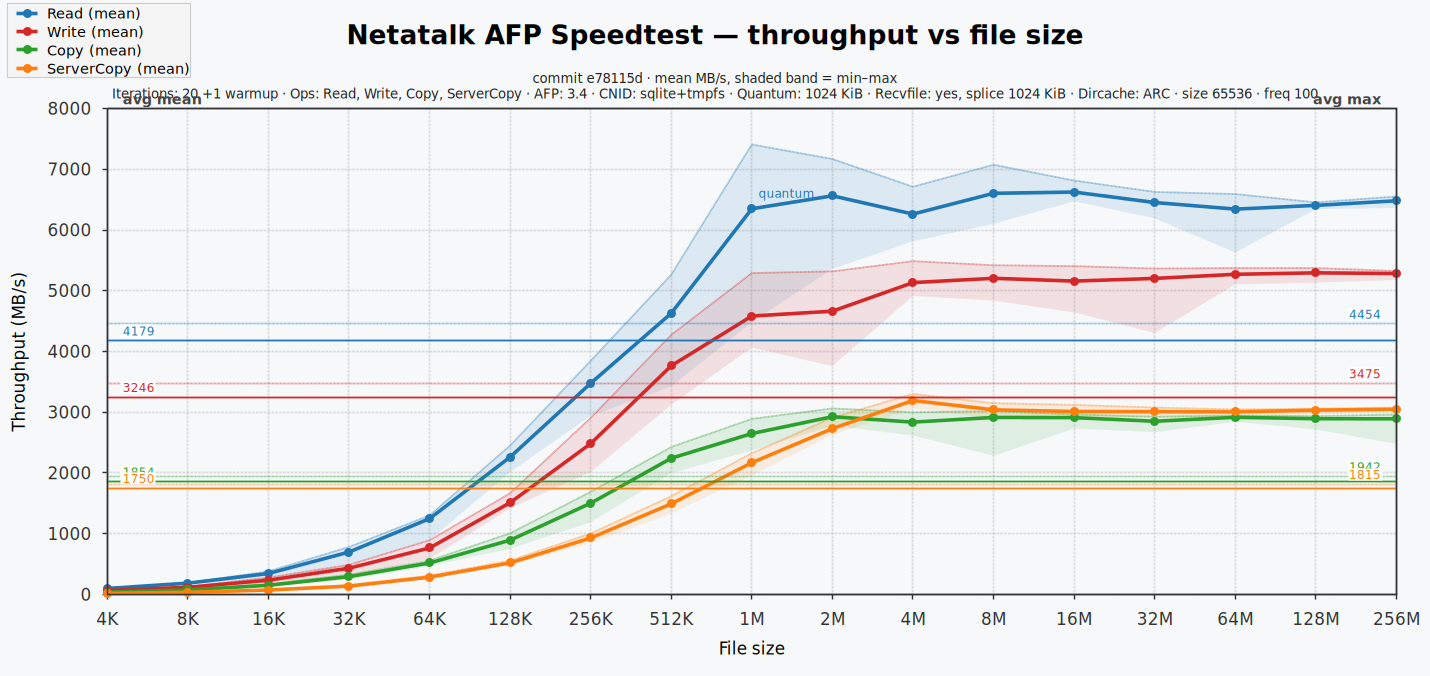 Read (mean)
Write (mean)
Copy (mean)
ServerCopy (mean)
Netatalk AFP Speedtest — throughput vs file size
commit e78115d · mean MB/s, shaded band = min–max
Iterations: 20 +1 warmup · Ops: Read, Write, Copy, ServerCopy · AFP: 3.4 · CNID: sqlite+tmpfs · Quantum: 1024 KiB · Recvfile: yes, splice 1024 KiB · Dircache: ARC · size 65536 · freq 100
avg mean
avg max
8000
7000
6000
5000
4000
3000
2000
1000
0
Throughput (MB/s)
quantum
4179
4454
3246
3475
1854
1942
1750
1815
4K 8K 16K 32K 64K 128K 256K 512K 1M 2M 4M 8M 16M 32M 64M 128M 256M
File size